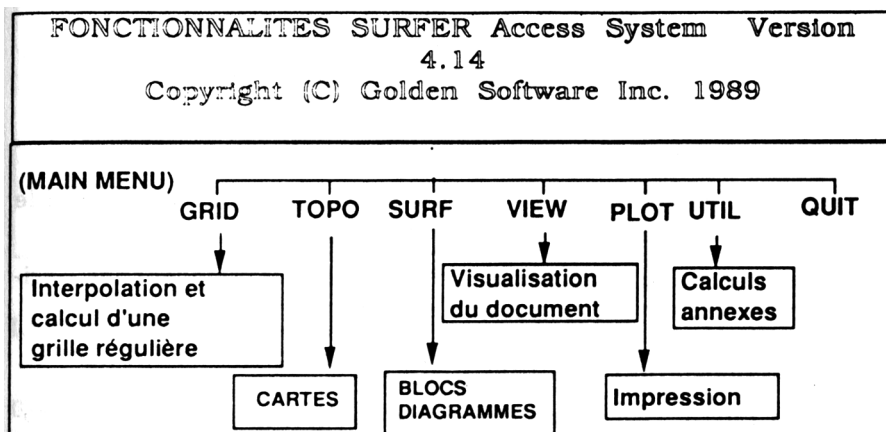 FONCTIONNALITES SURFER Access System Version
4.14
Copyright (C) Golden Software Inc. 1989
(MAIN MENU)
GRID TOPO SURF VIEW PLOT UTIL QUIT
Interpolation et
calcul d'une
grille régulière
Visualisation
du document
Calculs
annexes
CARTES
BLOCS
DIAGRAMMES
Impression